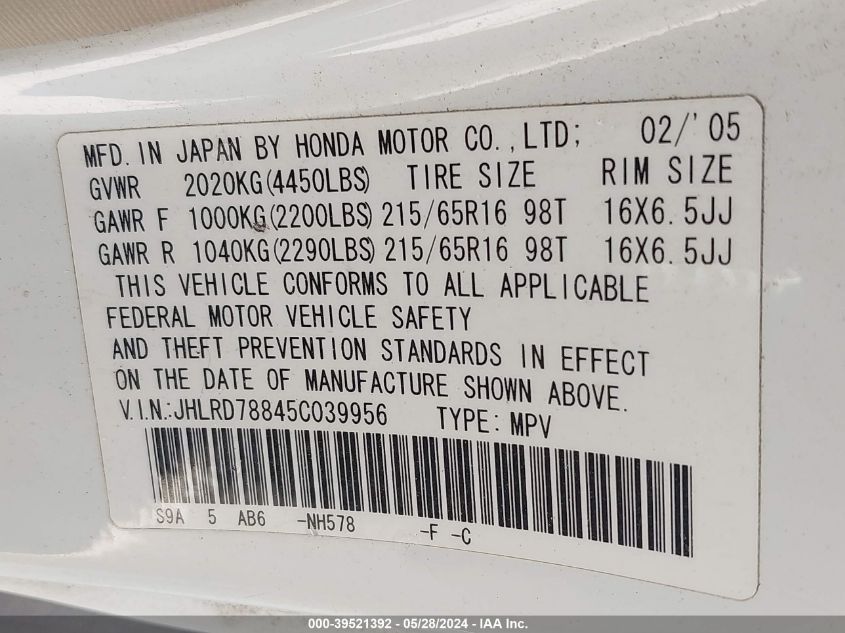 MFD. IN JAPAN BY HONDA MOTOR CO.,LTD; 02/'05
GVWR 2020KG(4450LBS) TIRE SIZE RIM SIZE
GAWR F 1000KG(2200LBS) 215/65R16 98T 16X6.5JJ
GAWR R 1040KG(2290LBS) 215/65R16 98T 16X6.5JJ
THIS VEHICLE CONFORMS TO ALL APPLICABLE
FEDERAL MOTOR VEHICLE SAFETY
AND THEFT PREVENTION STANDARDS IN EFFECT
ON THE DATE OF MANUFACTURE SHOWN ABOVE.
V.I.N.:JHLRD78845C039956 TYPE: MPV
S9A 5 AB6 -NH578 -F -C
000-39521392 - 05/28/2024 - IAA Inc.